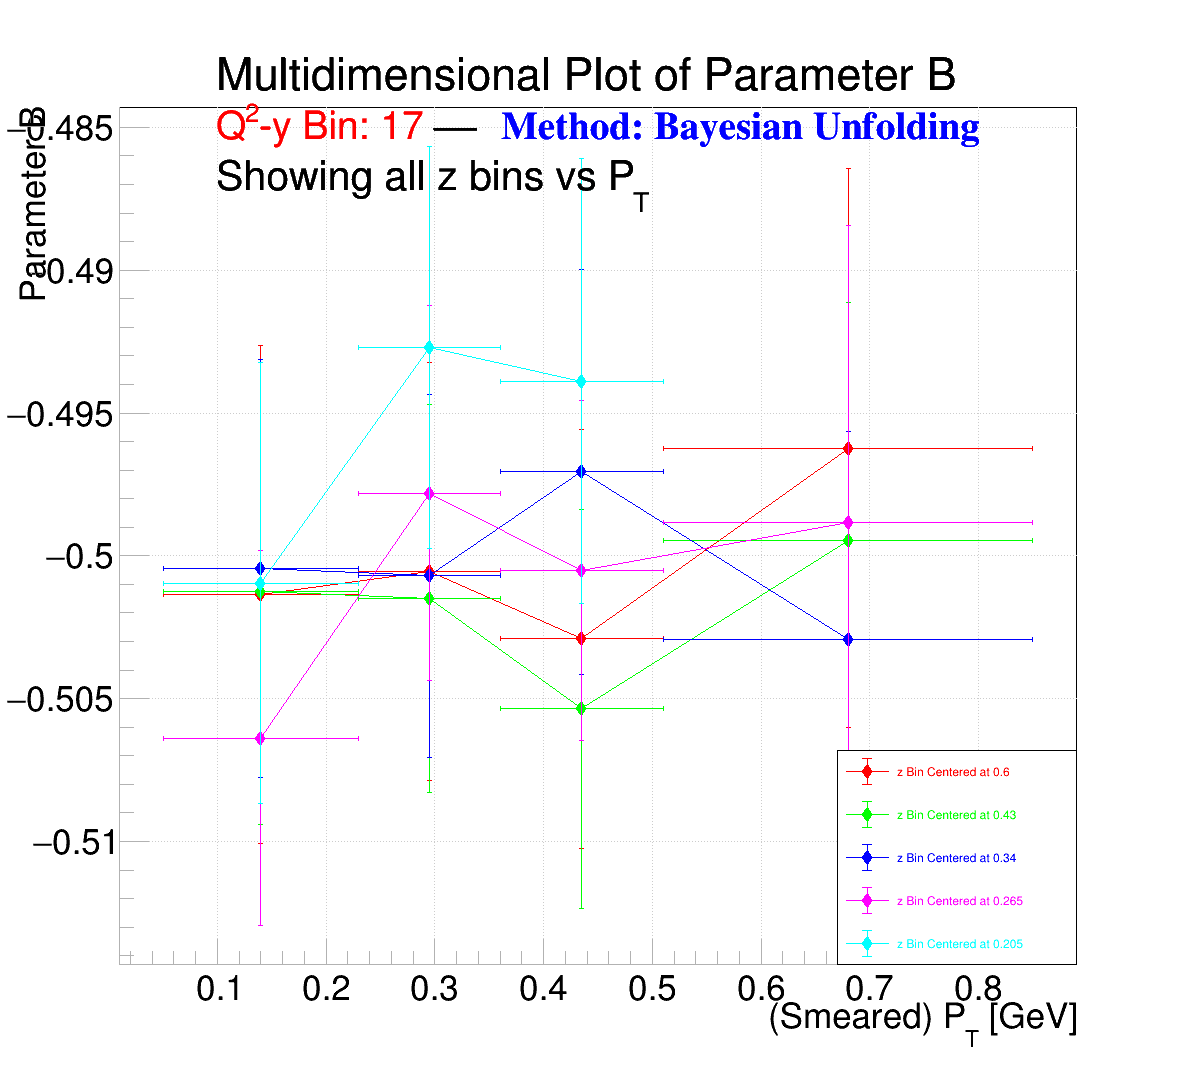 Multidimensional Plot of Parameter B
Q²-y Bin: 17 — Method: Bayesian Unfolding
Showing all z bins vs P_T
Parameter B
−0.485
−0.49
−0.495
−0.5
−0.505
−0.51
z Bin Centered at 0.6
z Bin Centered at 0.43
z Bin Centered at 0.34
z Bin Centered at 0.265
z Bin Centered at 0.205
0.1 0.2 0.3 0.4 0.5 0.6 0.7 0.8
(Smeared) P_T [GeV]